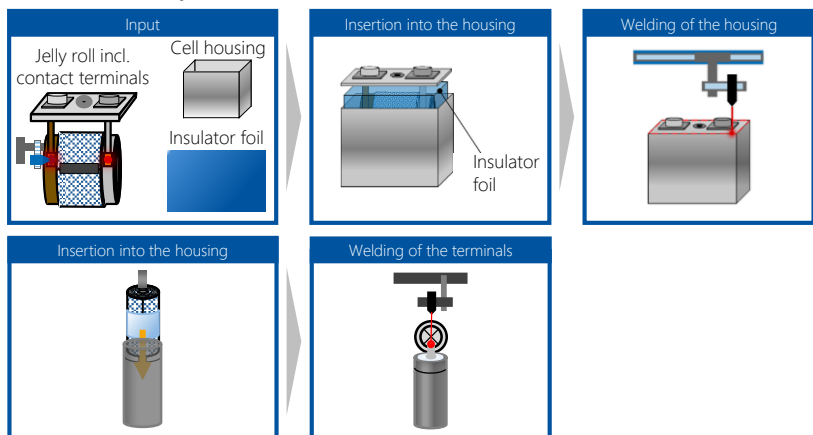 Input
Jelly roll incl.
contact terminals
Cell housing
Insulator foil
Insertion into the housing
Insulator
foil
Welding of the housing
Insertion into the housing
Welding of the terminals